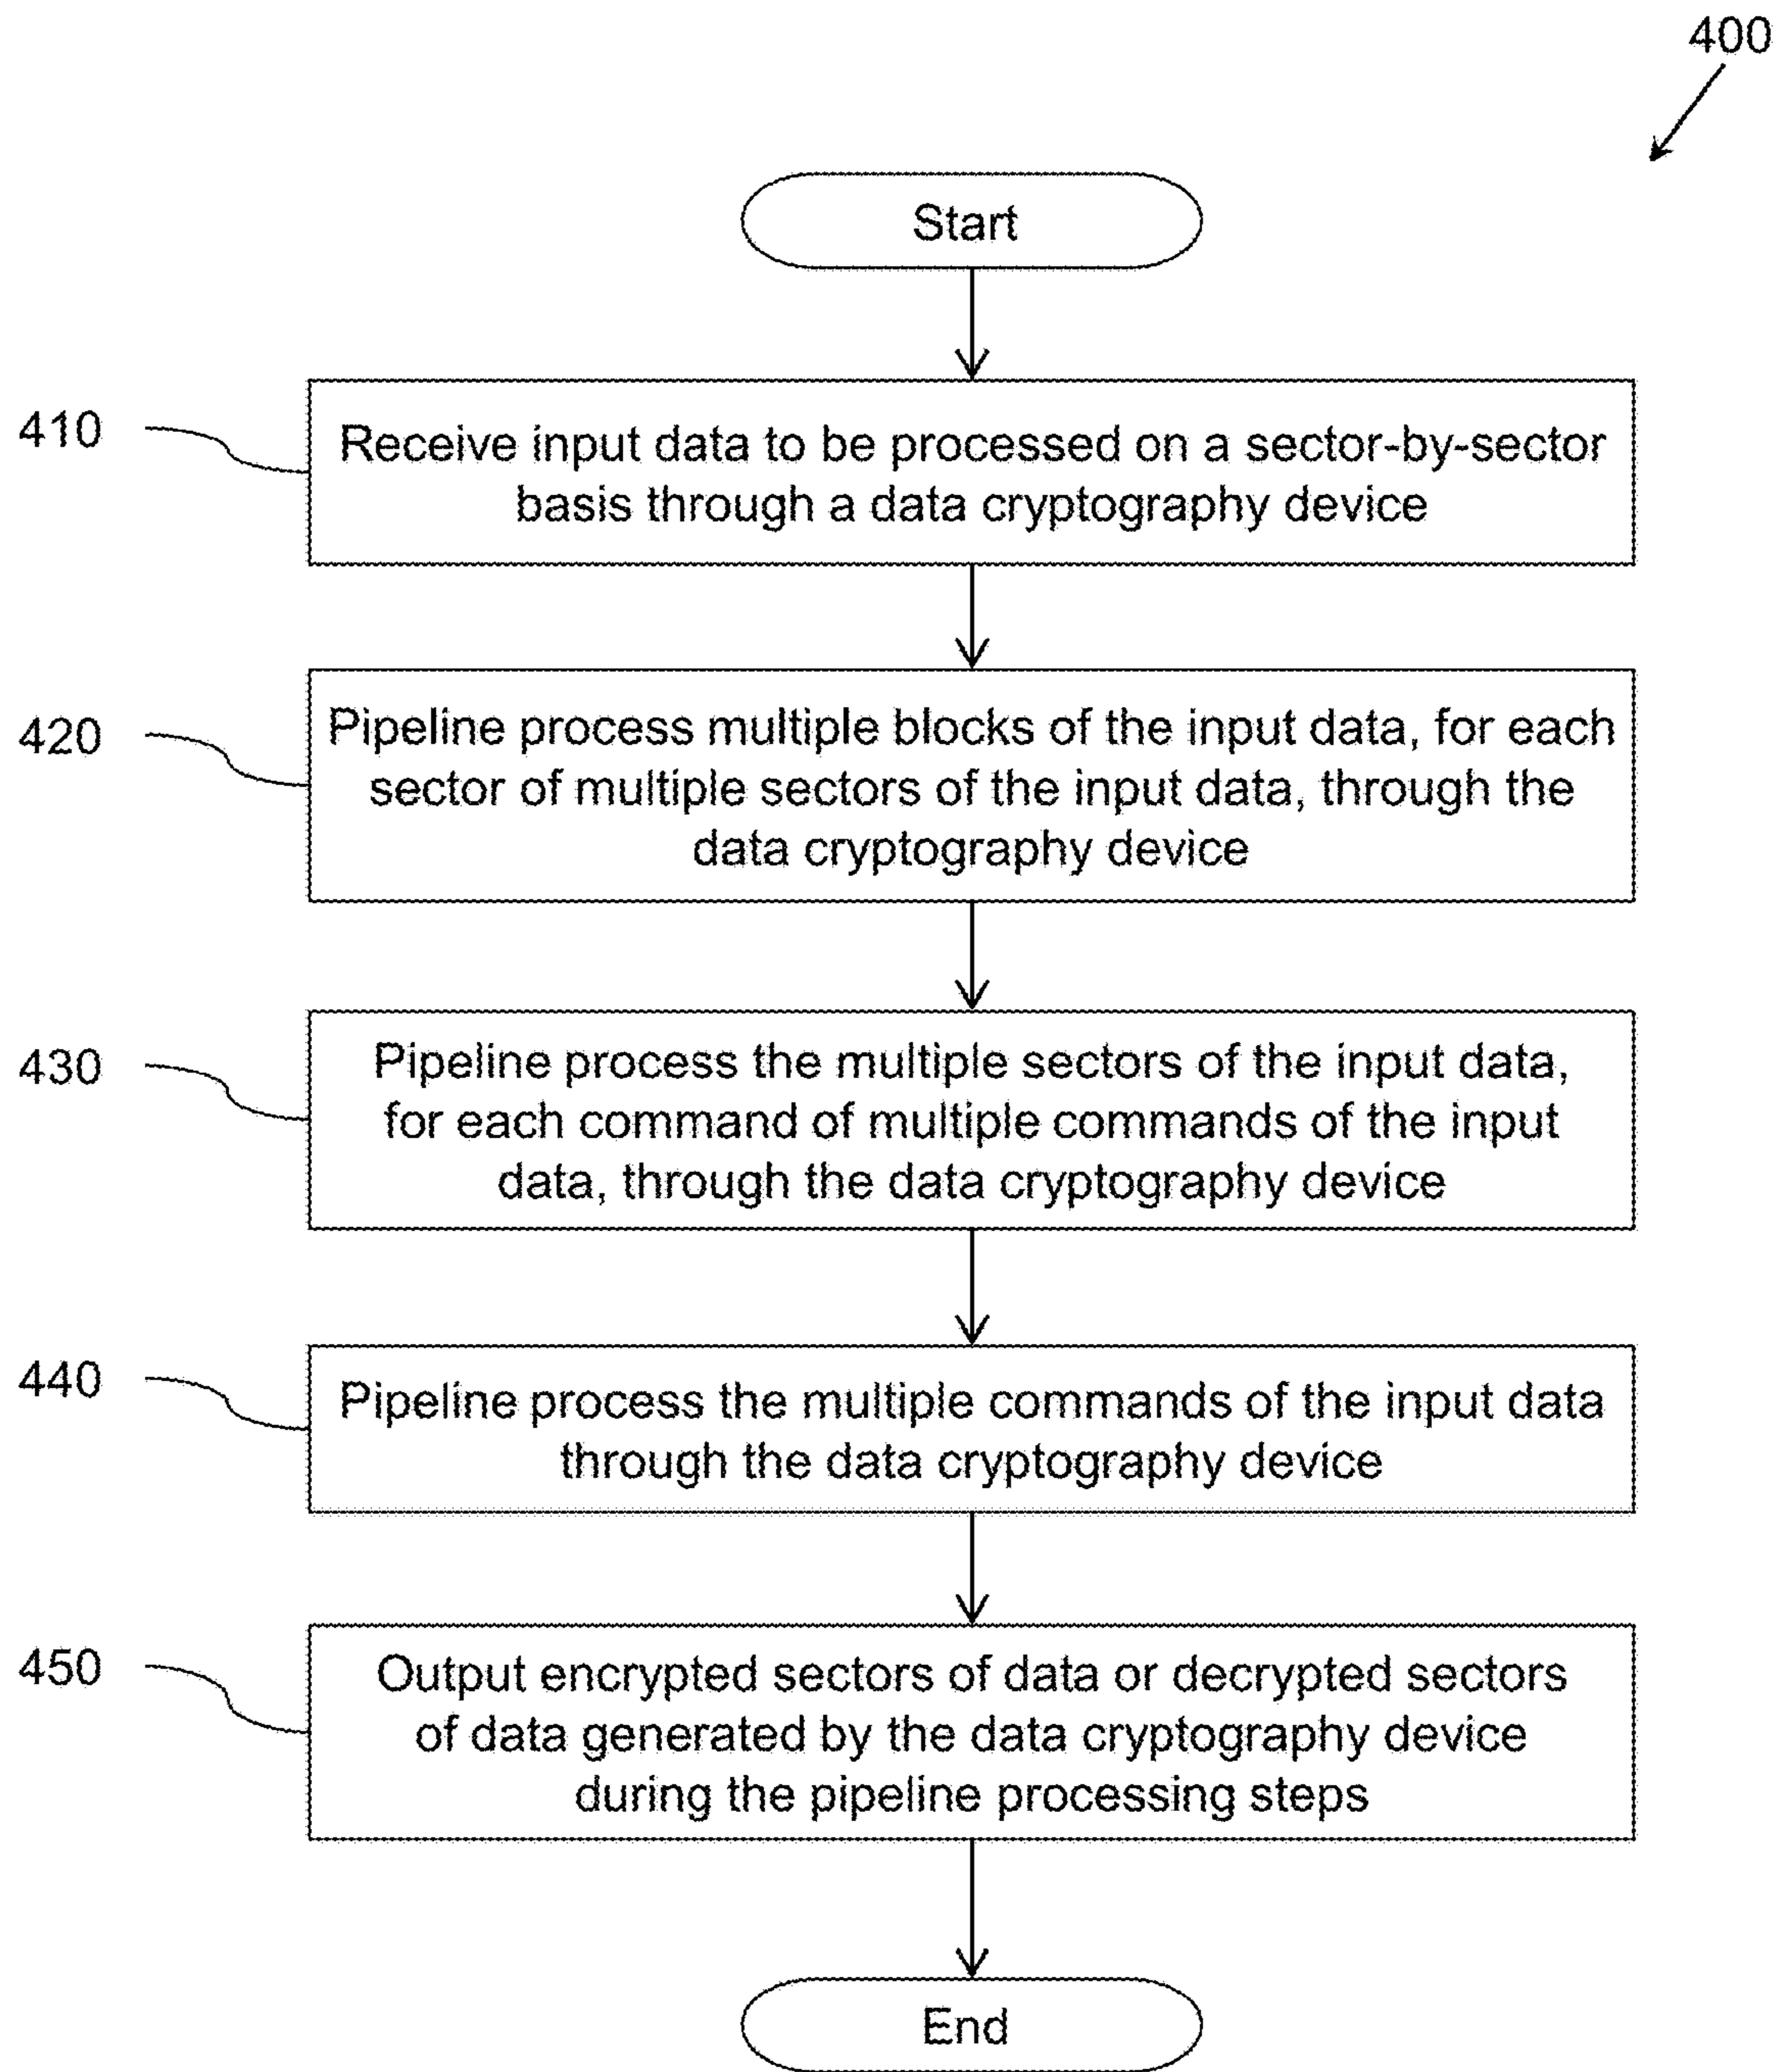 400
Start
410
Receive input data to be processed on a sector-by-sector
basis through a data cryptography device
420
Pipeline process multiple blocks of the input data, for each
sector of multiple sectors of the input data, through the
data cryptography device
430
Pipeline process the multiple sectors of the input data,
for each command of multiple commands of the input
data, through the data cryptography device
440
Pipeline process the multiple commands of the input data
through the data cryptography device
450
Output encrypted sectors of data or decrypted sectors
of data generated by the data cryptography device
during the pipeline processing steps
End